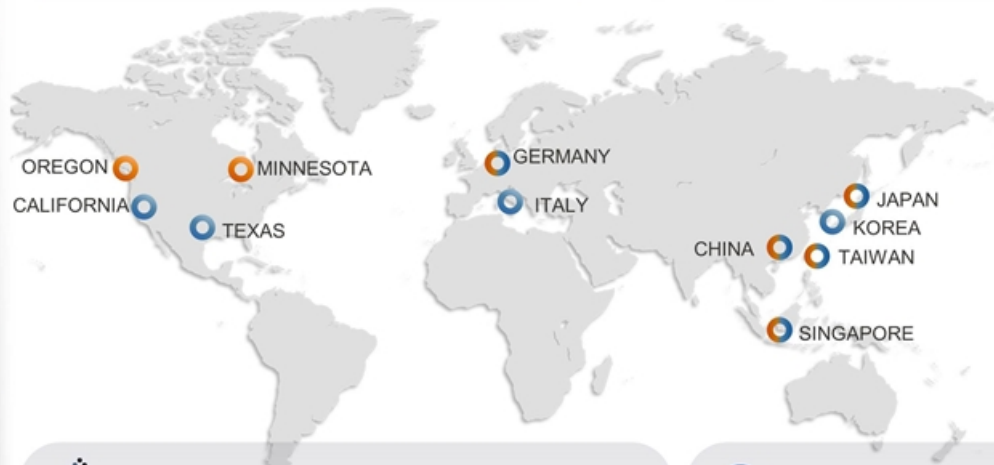 OREGON
MINNESOTA
CALIFORNIA
TEXAS
GERMANY
ITALY
JAPAN
KOREA
CHINA
TAIWAN
SINGAPORE